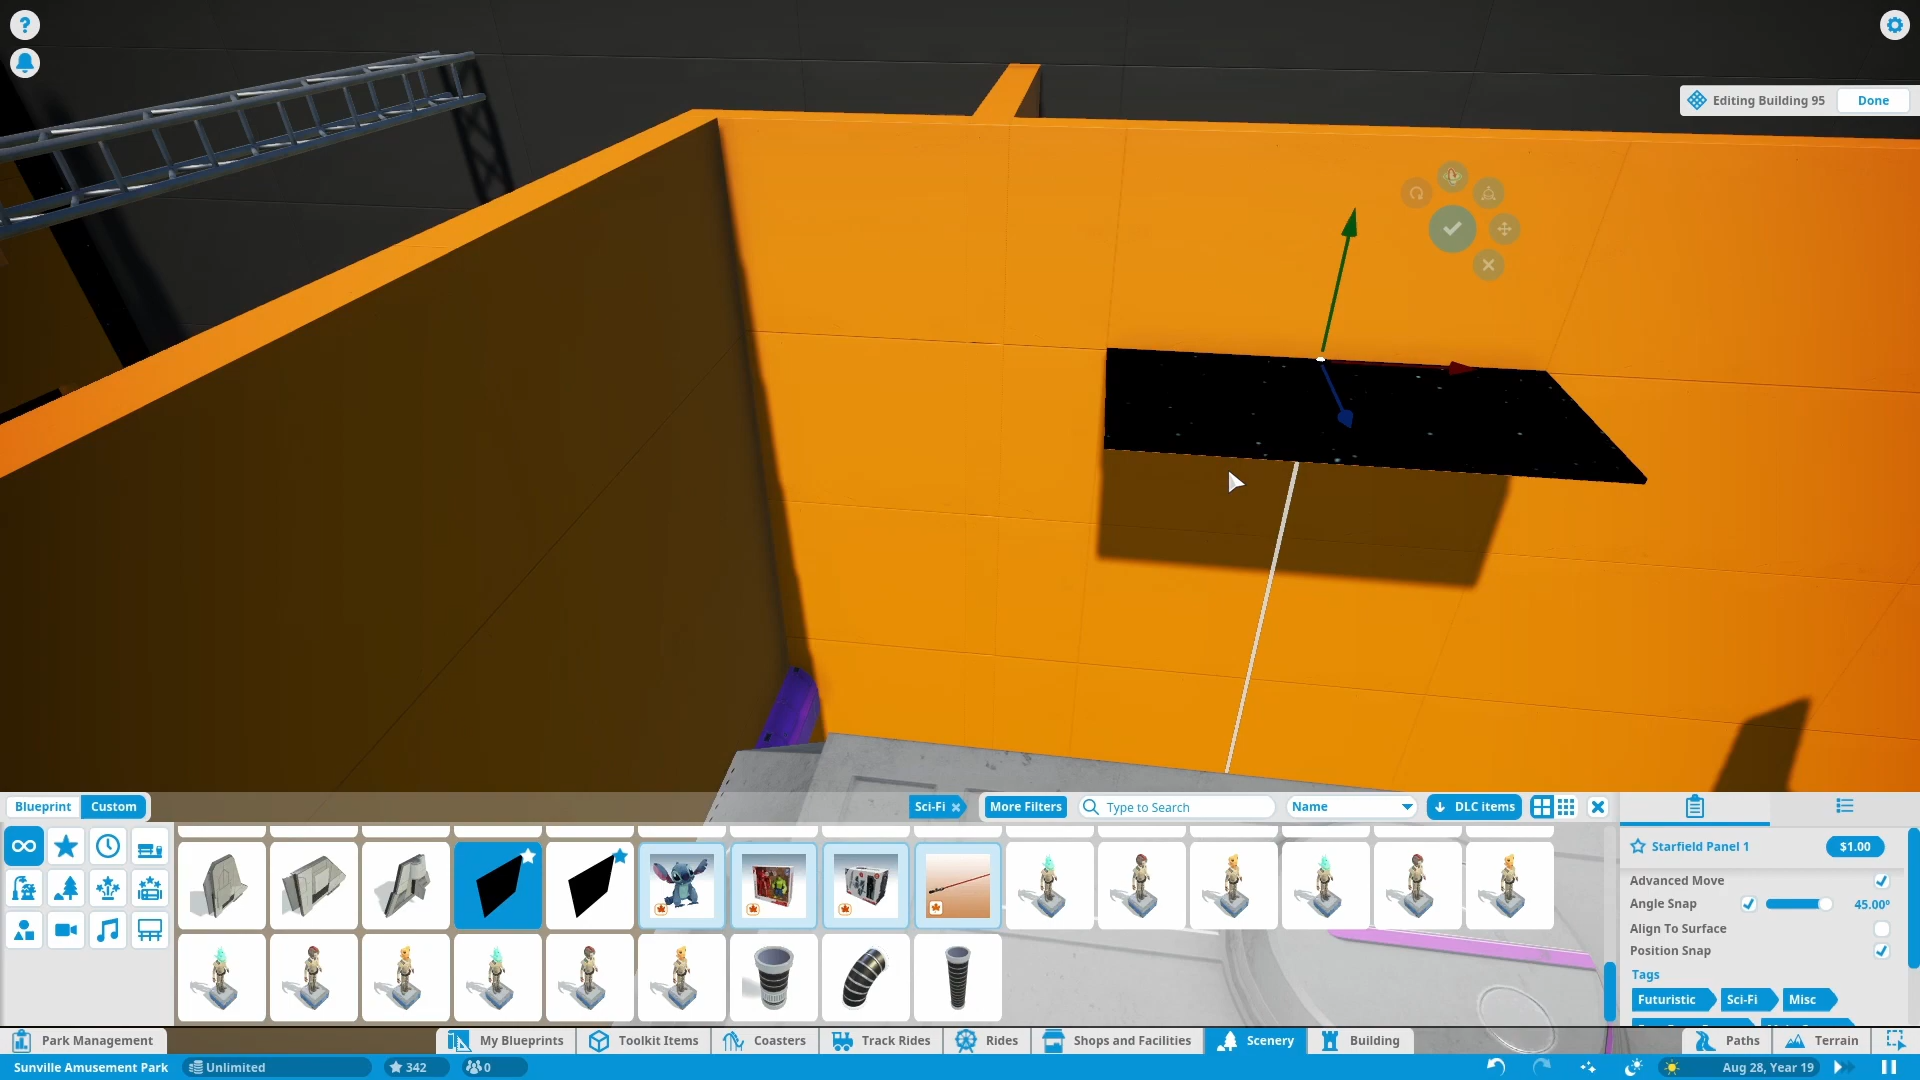 ?
Editing Building 95
Done
Blueprint
Custom
Sci-Fi
More Filters
Type to Search
Name
DLC items
Starfield Panel 1
$1.00
Advanced Move
Angle Snap
45.00°
Align To Surface
Position Snap
Tags
Futuristic
Sci-Fi
Misc
Park Management
My Blueprints
Toolkit Items
Coasters
Track Rides
Rides
Shops and Facilities
Scenery
Building
Paths
Terrain
Sunville Amusement Park
Unlimited
342
0
Aug 28, Year 19